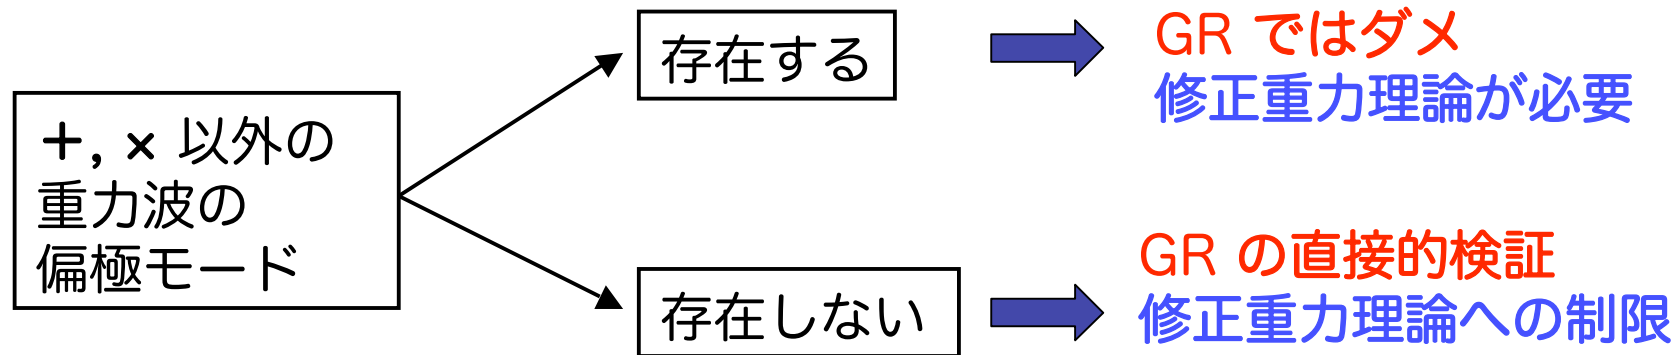 +, × 以外の
重力波の
偏極モード
存在する
GR ではダメ
修正重力理論が必要
存在しない
GR の直接的検証
修正重力理論への制限